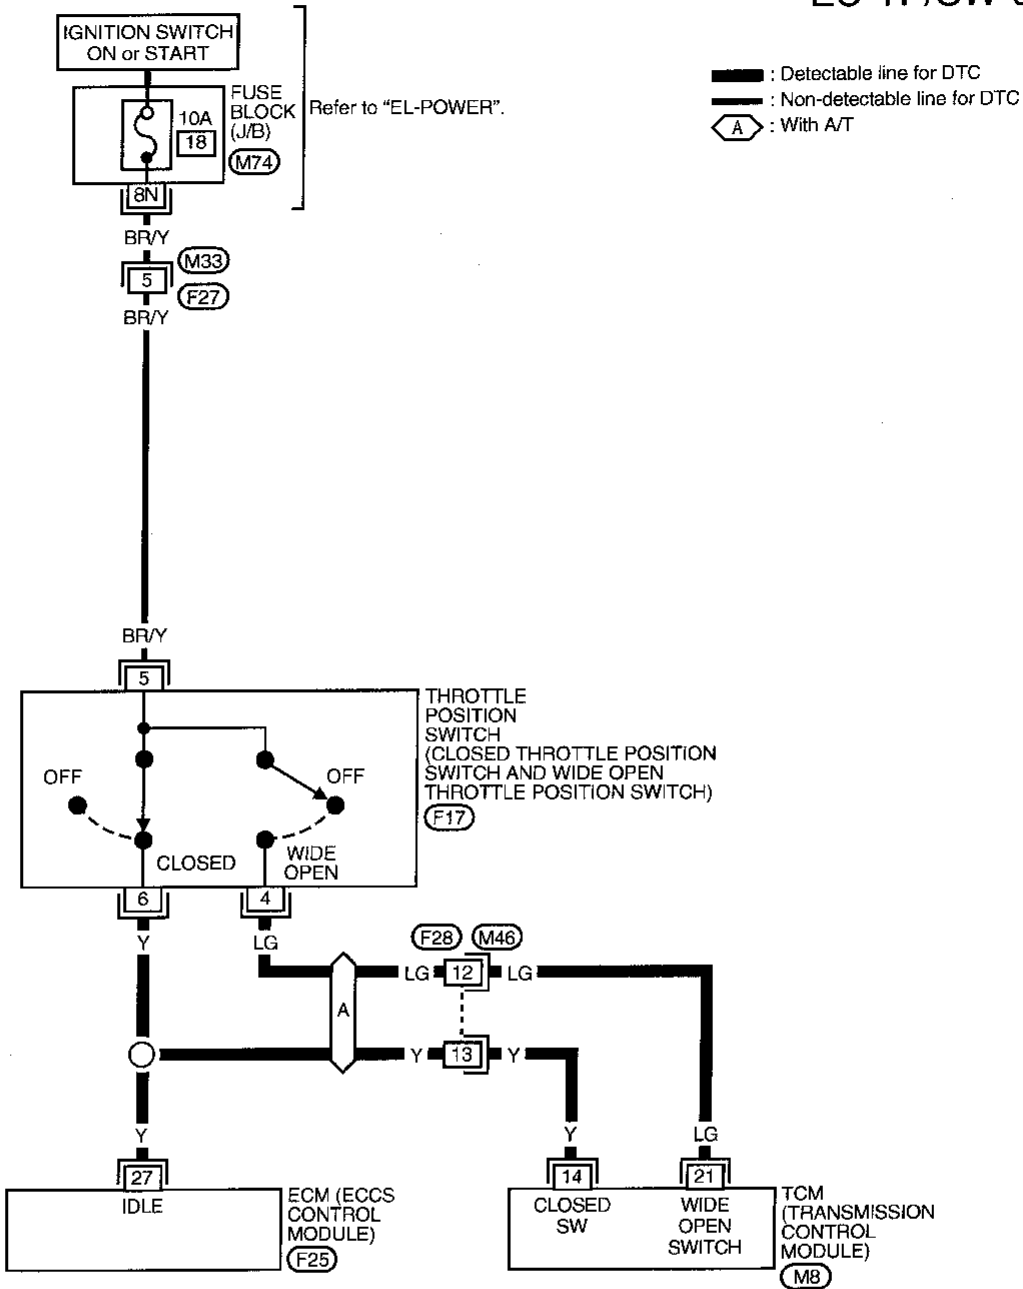 IGNITION SWITCH
ON or START
FUSE
BLOCK
(J/B)
10A
18
M74
Refer to "EL-POWER".
: Detectable line for DTC
: Non-detectable line for DTC
A : With A/T
8N
BR/Y
M33
5
F27
BR/Y
BR/Y
5
THROTTLE
POSITION
SWITCH
(CLOSED THROTTLE POSITION
SWITCH AND WIDE OPEN
THROTTLE POSITION SWITCH)
F17
OFF
OFF
CLOSED
WIDE
OPEN
6
4
Y
LG
F28 M46
LG 12 LG
A
Y 13 Y
Y
Y
LG
27
14
21
IDLE
ECM (ECCS
CONTROL
MODULE)
F25
CLOSED
SW
WIDE
OPEN
SWITCH
TCM
(TRANSMISSION
CONTROL
MODULE)
M8